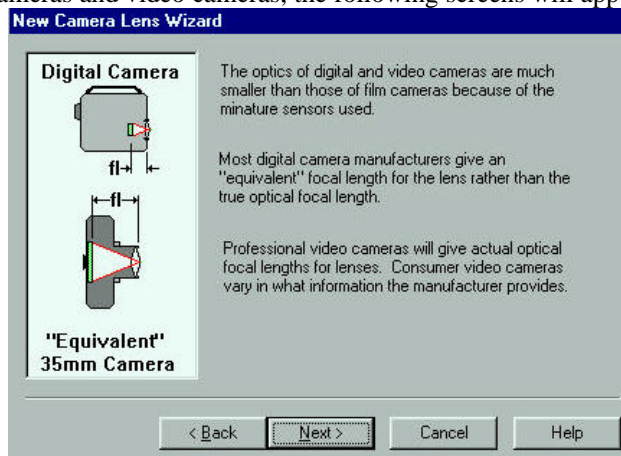 ameras and video cameras, the following screens will app
New Camera Lens Wizard
Digital Camera
fl
fl
"Equivalent"
35mm Camera
The optics of digital and video cameras are much
smaller than those of film cameras because of the
minature sensors used.
Most digital camera manufacturers give an
"equivalent" focal length for the lens rather than the
true optical focal length.
Professional video cameras will give actual optical
focal lengths for lenses. Consumer video cameras
vary in what information the manufacturer provides.
< Back Next > Cancel Help